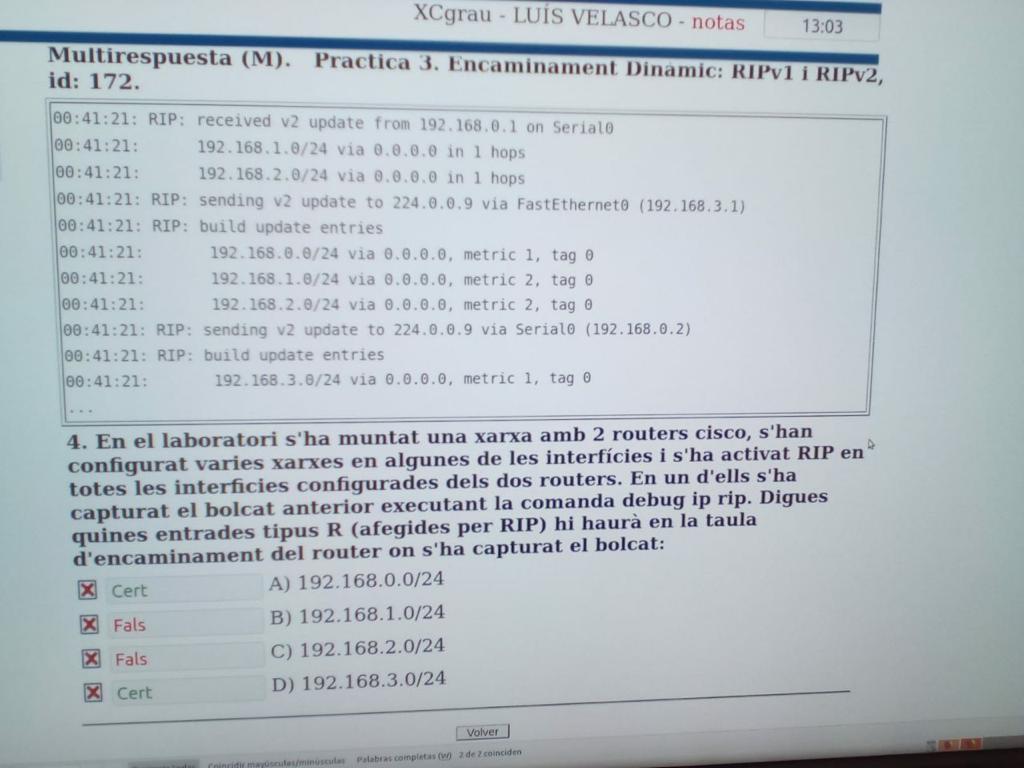 XCgrau - LUÍS VELASCO - notas
13:03
Multirespuesta (M). Practica 3. Encaminament Dinàmic: RIPv1 i RIPv2,
id: 172.
00:41:21: RIP: received v2 update from 192.168.0.1 on Serial0
00:41:21: 192.168.1.0/24 via 0.0.0.0 in 1 hops
00:41:21: 192.168.2.0/24 via 0.0.0.0 in 1 hops
00:41:21: RIP: sending v2 update to 224.0.0.9 via FastEthernet0 (192.168.3.1)
00:41:21: RIP: build update entries
00:41:21: 192.168.0.0/24 via 0.0.0.0, metric 1, tag 0
00:41:21: 192.168.1.0/24 via 0.0.0.0, metric 2, tag 0
00:41:21: 192.168.2.0/24 via 0.0.0.0, metric 2, tag 0
00:41:21: RIP: sending v2 update to 224.0.0.9 via Serial0 (192.168.0.2)
00:41:21: RIP: build update entries
00:41:21: 192.168.3.0/24 via 0.0.0.0, metric 1, tag 0
...
4. En el laboratori s'ha muntat una xarxa amb 2 routers cisco, s'han
configurat varies xarxes en algunes de les interfícies i s'ha activat RIP en
totes les interficies configurades dels dos routers. En un d'ells s'ha
capturat el bolcat anterior executant la comanda debug ip rip. Digues
quines entrades tipus R (afegides per RIP) hi haurà en la taula
d'encaminament del router on s'ha capturat el bolcat:
Cert A) 192.168.0.0/24
Fals B) 192.168.1.0/24
Fals C) 192.168.2.0/24
Cert D) 192.168.3.0/24
Volver
Coincidir mayúsculas/minúsculas Palabras completas (W) 2 de 2 coinciden